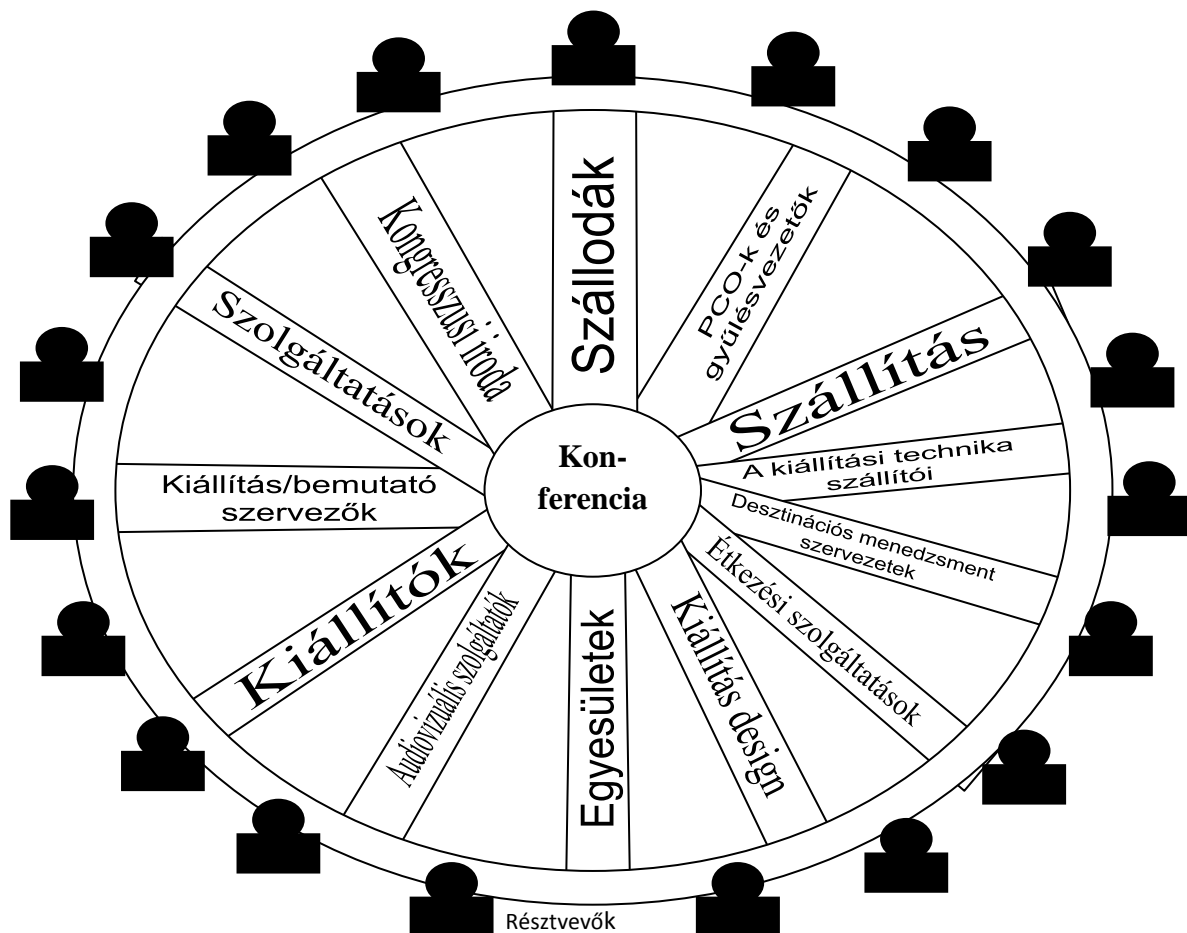 Kon-
ferencia
Szállodák
PCO-k és
gyűlésvezetők
Szállítás
A kiállítási technika
szállítói
Desztinációs menedzsment
szervezetek
Étkezési szolgáltatások
Kiállítás design
Egyesületek
Audiovizuális szolgáltatók
Kiállítók
Kiállítás/bemutató
szervezők
Szolgáltatások
Kongresszusi iroda
Résztvevők